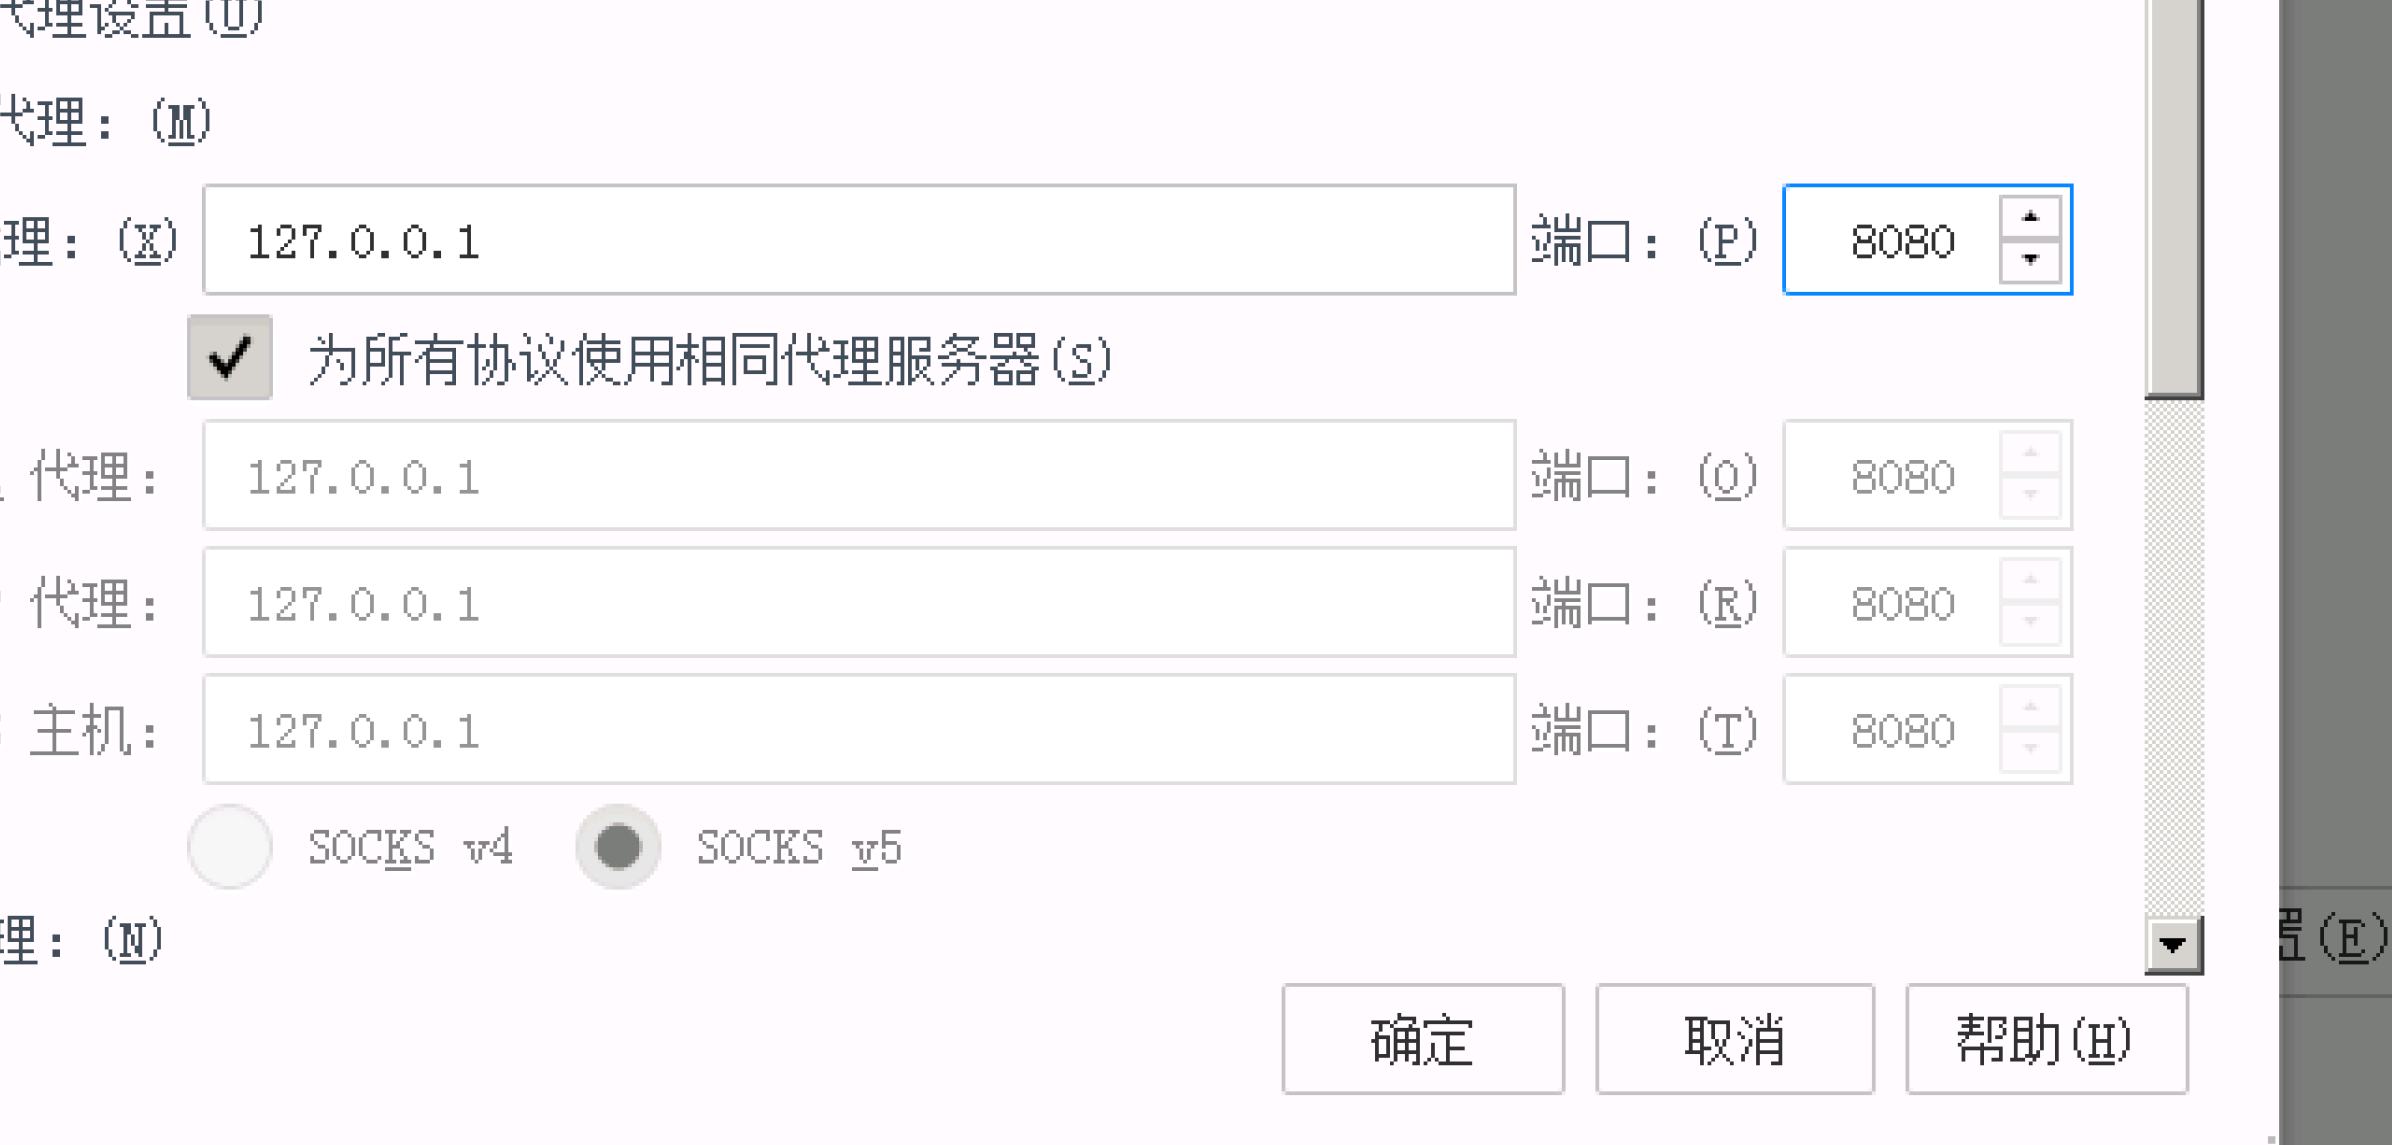 代理设置(U)
代理：(M)
理：(X) 127.0.0.1 端口：(P) 8080
为所有协议使用相同代理服务器(S)
代理： 127.0.0.1 端口：(O) 8080
代理： 127.0.0.1 端口：(R) 8080
主机： 127.0.0.1 端口：(T) 8080
SOCKS v4 SOCKS v5
理：(N)
置(E)
确定 取消 帮助(H)